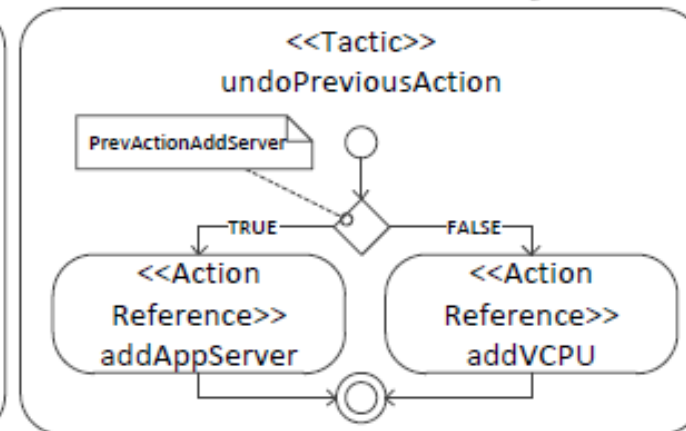 <<Tactic>>
undoPreviousAction
PrevActionAddServer
TRUE
FALSE
<<Action
Reference>>
addAppServer
<<Action
Reference>>
addVCPU